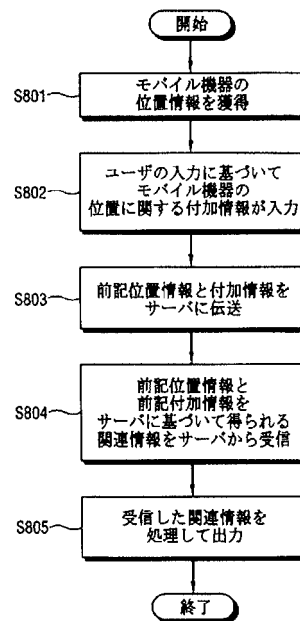 開始
S801
モバイル機器の
位置情報を獲得
S802
ユーザの入力に基づいて
モバイル機器の
位置に関する付加情報が入力
S803
前記位置情報と付加情報を
サーバに伝送
S804
前記位置情報と
前記付加情報を
サーバに基づいて得られる
関連情報をサーバから受信
S805
受信した関連情報を
処理して出力
終了